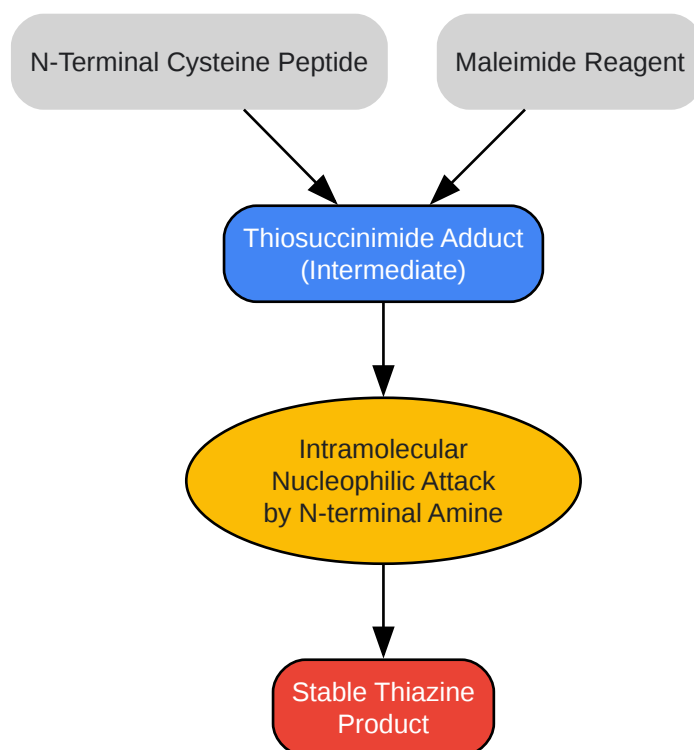 N-Terminal Cysteine Peptide
Maleimide Reagent
Thiosuccinimide Adduct
(Intermediate)
Intramolecular
Nucleophilic Attack
by N-terminal Amine
Stable Thiazine
Product